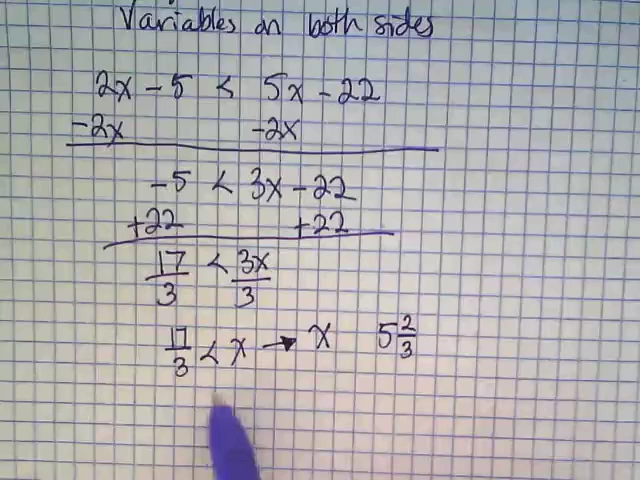 Variables on both sides
2x - 5 < 5x - 22
-2x -2x
-5 < 3x - 22
+22 +22
17/3 < 3x/3
17/3 < x → x 5 2/3